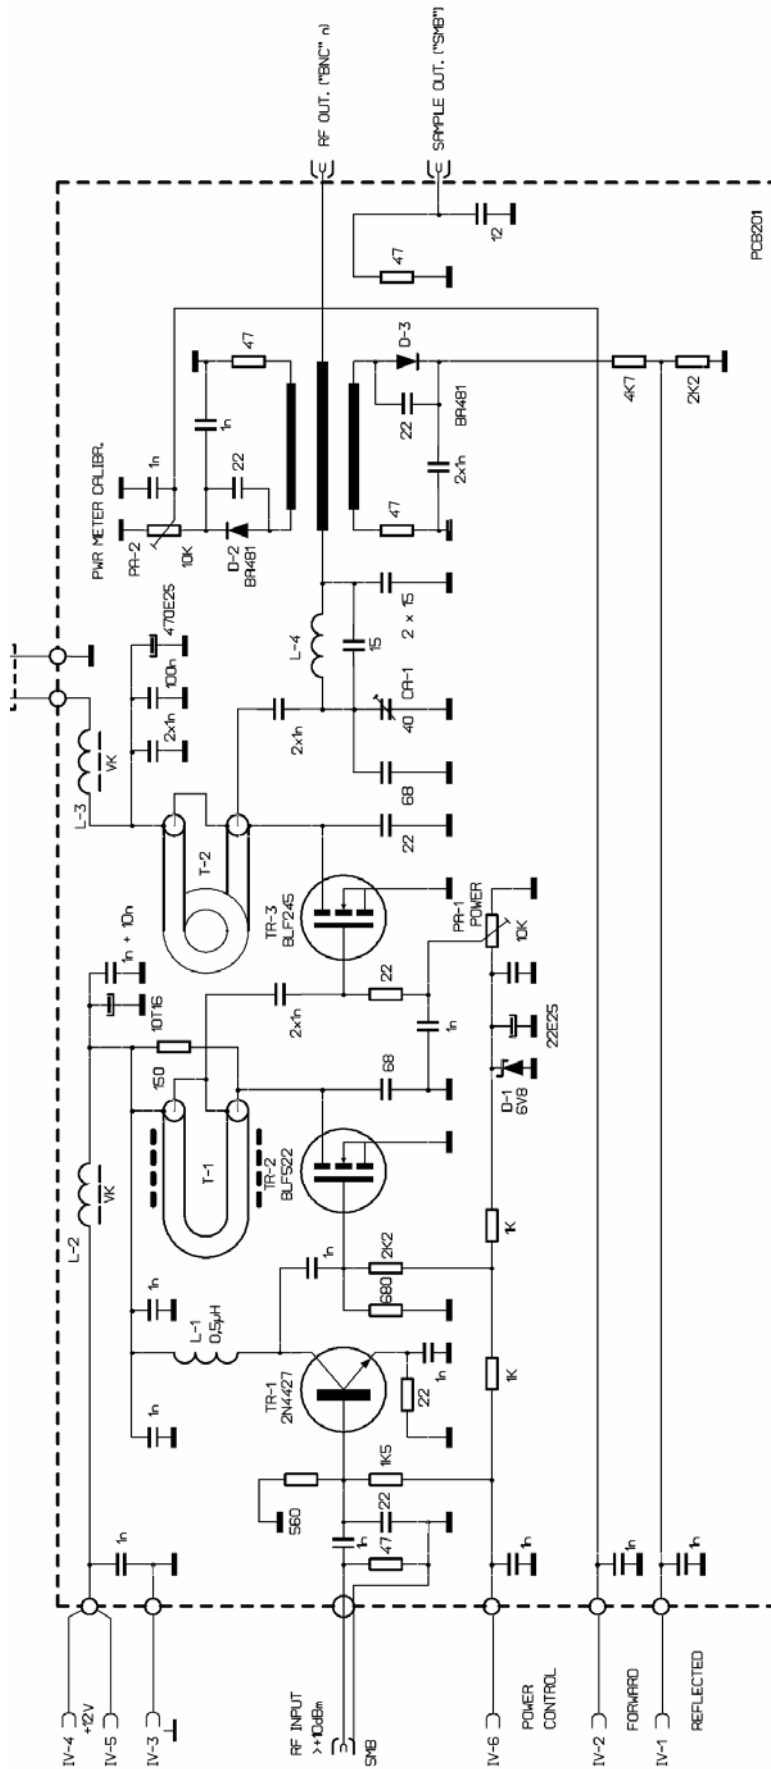 RF OUT. ("BNC" n)
SAMPLE OUT. ("SMB")
PCB201
12
47
47
D-3
1n
22
22
BA481
2x1n
47
4K7
2K2
PWR METER CALIBR.
1n
PA-2
10K
D-2
BA481
470E25
100n
2x1n
L-3
VK
L-4
15
2 x 15
CA-1
40
68
22
2x1n
T-2
TR-3
BLF245
PA-1
POWER
10K
1n + 10n
10T16
150
2x1n
22
1n
68
22E25
D-1
6V8
T-1
TR-2
BLF522
L-2
VK
1n
2K2
680
1K
1n
L-1
0,5µH
1n
TR-1
2N4427
1n
22
1K
560
1K5
1n
22
47
1n
1n
1n
1n
IV-4
+12V
IV-5
IV-3
RF INPUT
>+10dBm
SMB
IV-6
POWER
CONTROL
IV-2
FORWARD
IV-1
REFLECTED